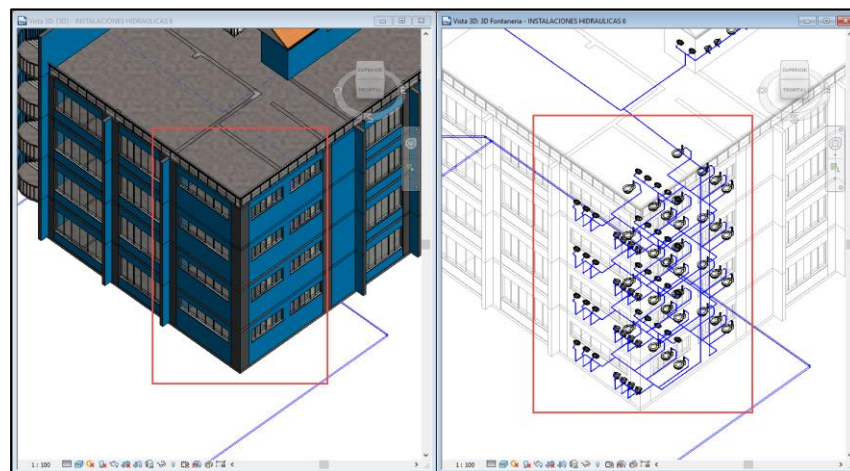 Vista 3D: {3D} - INSTALACIONES HIDRAULICAS 6
SUPERIOR
FRONTAL
1 : 100
Vista 3D: 3D Fontaneria - INSTALACIONES HIDRAULICAS 6
SUPERIOR
FRONTAL
1 : 100